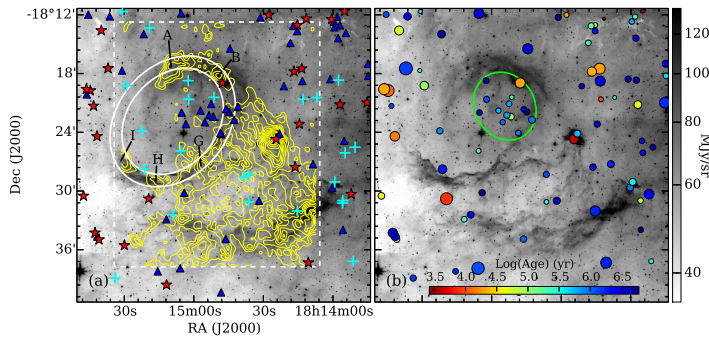 -18°12'
18'
24'
30'
36'
Dec (J2000)
A
B
I
H
G
(a)
30s
15m00s
30s
18h14m00s
RA (J2000)
(b)
Log(Age) (yr)
3.5 4.0 4.5 5.0 5.5 6.0 6.5
120
80
60
40
MJy/sr